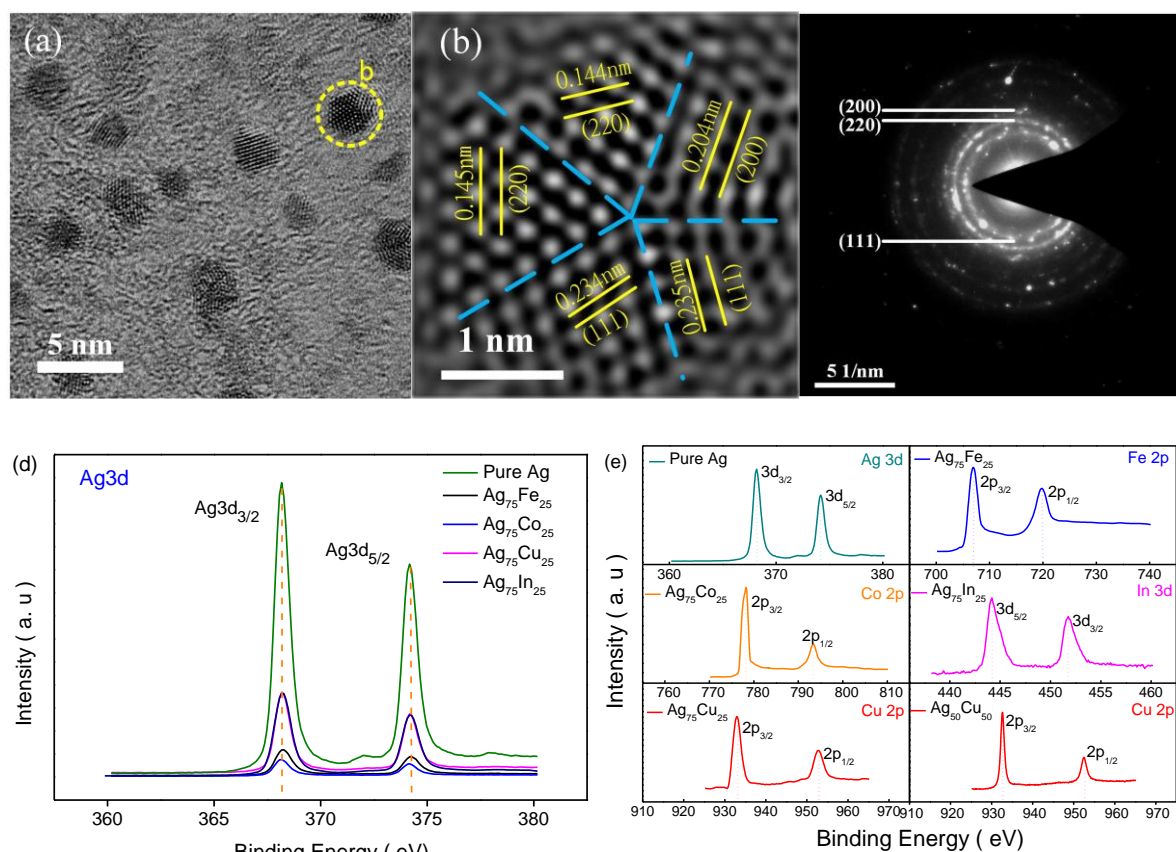 (a)
b
5 nm
(b)
0.144nm
(220)
0.204nm
(200)
0.145nm
(220)
0.234nm
(111)
0.235nm
(111)
1 nm
(200)
(220)
(111)
5 1/nm
(d)
Ag3d
Ag3d3/2
Ag3d5/2
Pure Ag
Ag75Fe25
Ag75Co25
Ag75Cu25
Ag75In25
Intensity ( a. u)
360 365 370 375 380
Binding Energy ( eV)
(e)
Pure Ag Ag 3d
3d3/2
3d5/2
360 370 380
Ag75Fe25 Fe 2p
2p3/2
2p1/2
700 710 720 730 740
Ag75Co25 Co 2p
2p3/2
2p1/2
760 770 780 790 800 810
Ag75In25 In 3d
3d5/2
3d3/2
440 445 450 455 460
Ag75Cu25 Cu 2p
2p3/2
2p1/2
910 920 930 940 950 960 970
Ag50Cu50 Cu 2p
2p3/2
2p1/2
910 920 930 940 950 960 970
Intensity ( a. u)
Binding Energy ( eV)